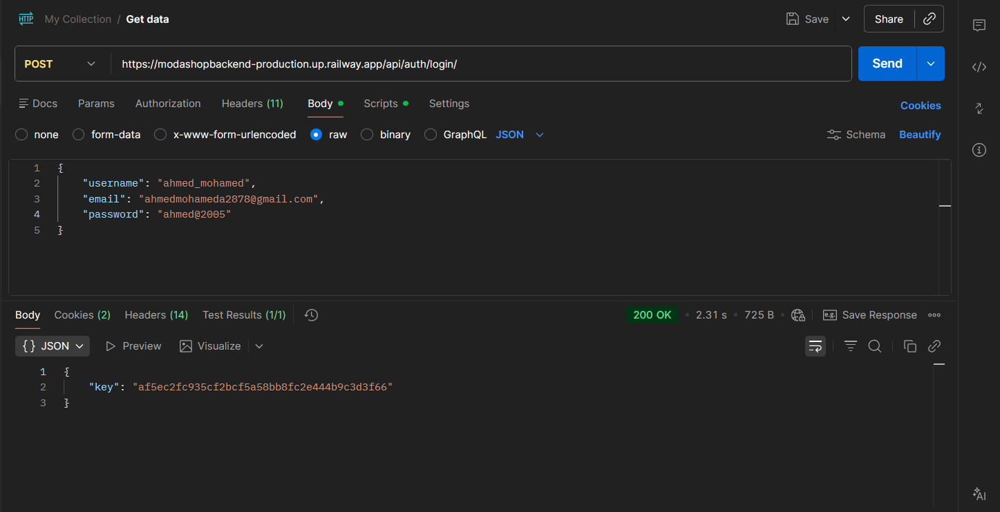 HTTP My Collection / Get data Save Share
POST https://modashopbackend-production.up.railway.app/api/auth/login/ Send
Docs Params Authorization Headers (11) Body Scripts Settings Cookies
none form-data x-www-form-urlencoded raw binary GraphQL JSON Schema Beautify
1 {
2 "username": "ahmed_mohamed",
3 "email": "ahmedmohameda2878@gmail.com",
4 "password": "ahmed@2005"
5 }
Body Cookies (2) Headers (14) Test Results (1/1) 200 OK • 2.31 s • 725 B • e.g. Save Response
{} JSON Preview Visualize
1 {
2 "key": "af5ec2fc935cf2bcf5a58bb8fc2e444b9c3d3f66"
3 }
AI